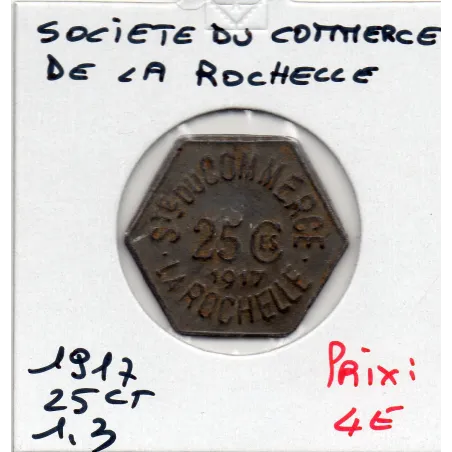 SOCIETE DU COMMERCE
DE LA ROCHELLE
Sté DU COMMERCE
25 Ces
1917
· LA ROCHELLE ·
1917
25 CT
1,3
PRIX :
4E